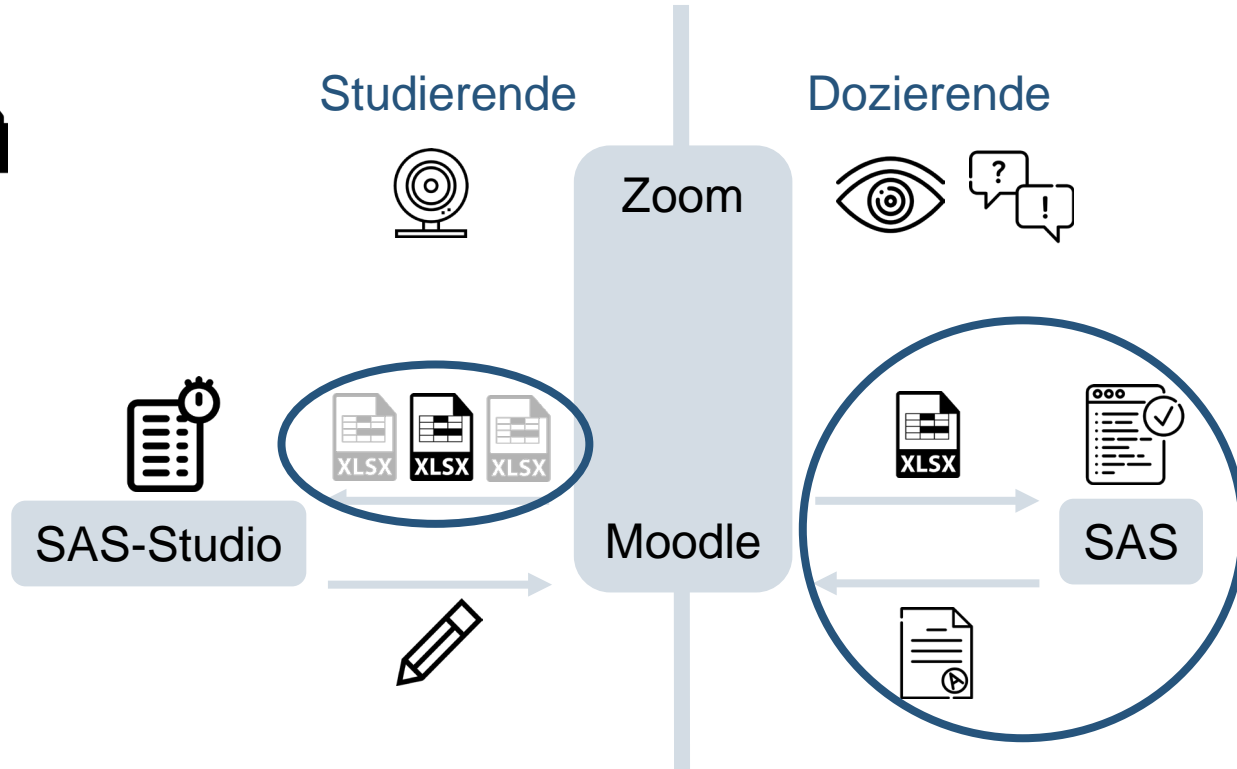 Studierende
Dozierende
Zoom
?
!
XLSX
XLSX
XLSX
XLSX
SAS-Studio
Moodle
SAS
A